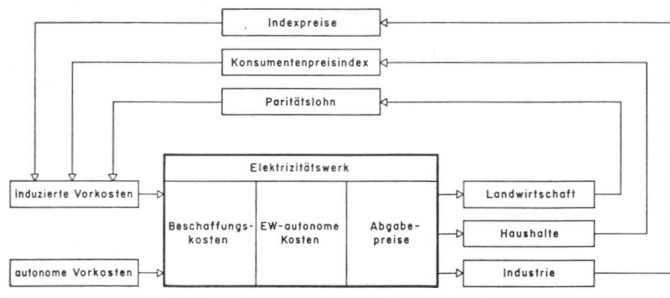 Indexpreise
Konsumentenpreisindex
Paritätslohn
Elektrizitätswerk
induzierte Vorkosten
Beschaffungs-
kosten
EW-autonome
Kosten
Abgabe-
preise
Landwirtschaft
Haushalte
autonome Vorkosten
Industrie